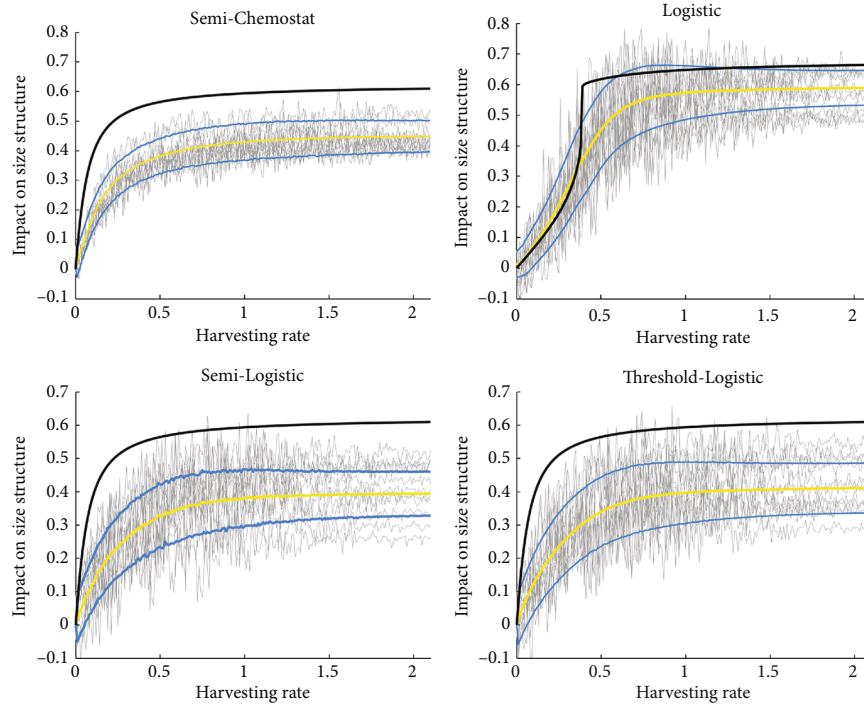 Semi-Chemostat
0.8
0.7
0.6
0.5
0.4
0.3
0.2
0.1
0
–0.1
Impact on size structure
0 0.5 1 1.5 2
Harvesting rate
Logistic
0.8
0.7
0.6
0.5
0.4
0.3
0.2
0.1
0
–0.1
Impact on size structure
0 0.5 1 1.5 2
Harvesting rate
Semi-Logistic
0.7
0.6
0.5
0.4
0.3
0.2
0.1
0
–0.1
Impact on size structure
0 0.5 1 1.5 2
Harvesting rate
Threshold-Logistic
0.7
0.6
0.5
0.4
0.3
0.2
0.1
0
–0.1
Impact on size structure
0 0.5 1 1.5 2
Harvesting rate